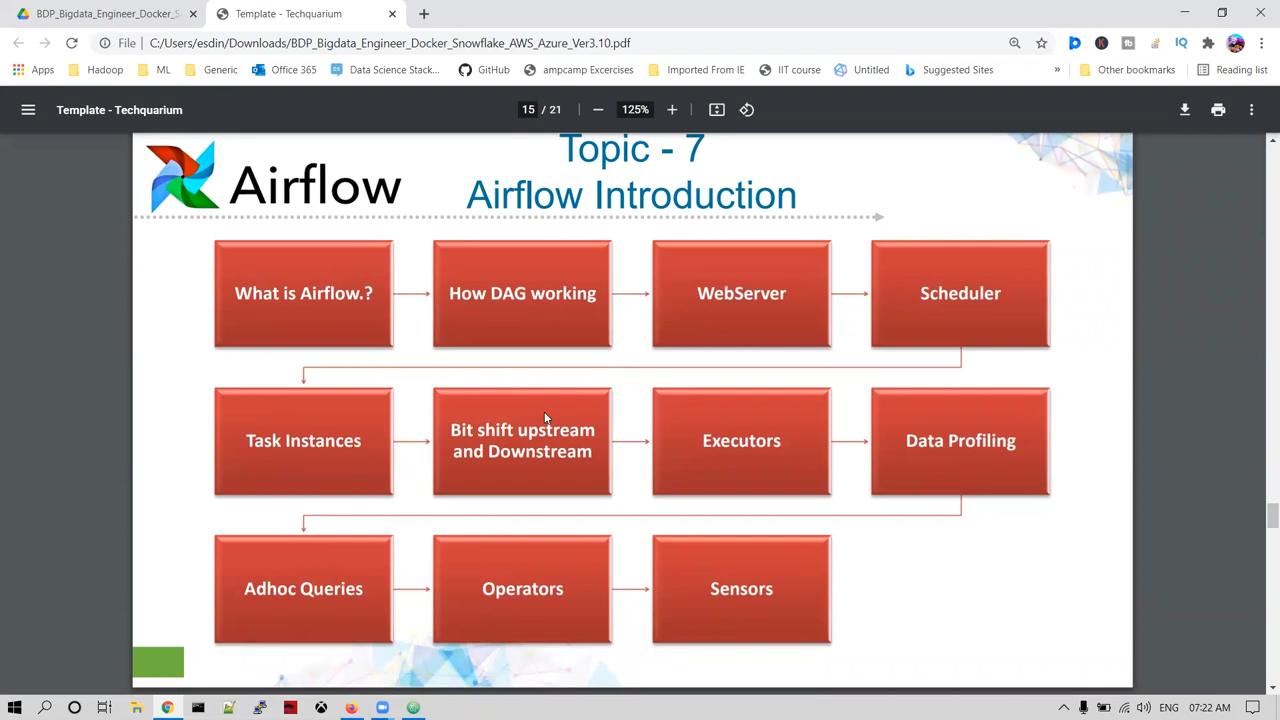 BDP_Bigdata_Engineer_Docker_S
Template - Techquarium
File
C:/Users/esdin/Downloads/BDP_Bigdata_Engineer_Docker_Snowflake_AWS_Azure_Ver3.10.pdf
IQ
Apps
Hadoop
ML
Generic
Office 365
Data Science Stack...
GitHub
ampcamp Excercises
Imported From IE
IIT course
Untitled
Suggested Sites
»
Other bookmarks
Reading list
Template - Techquarium
15 / 21
125%
Airflow
Topic - 7
Airflow Introduction
What is Airflow.?
How DAG working
WebServer
Scheduler
Task Instances
Bit shift upstream
and Downstream
Executors
Data Profiling
Adhoc Queries
Operators
Sensors
ENG
07:22 AM